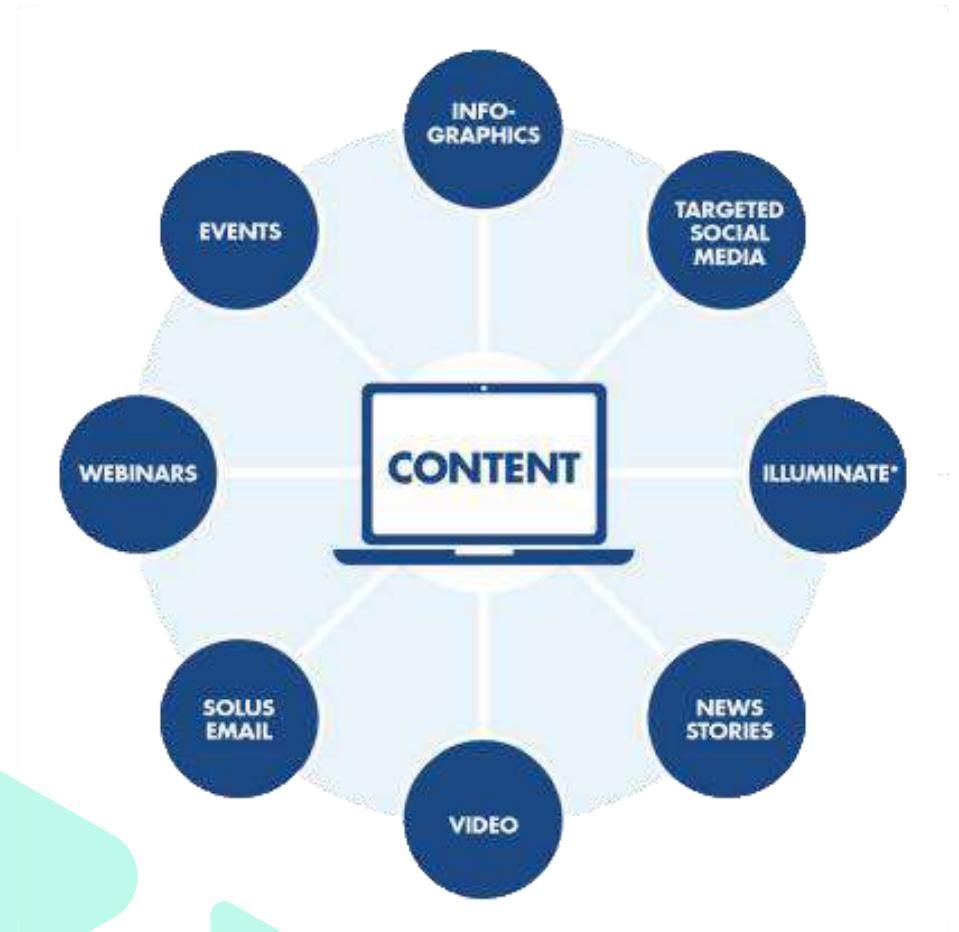 INFO-
GRAPHICS
TARGETED
SOCIAL
MEDIA
EVENTS
CONTENT
WEBINARS
ILLUMINATE*
SOLUS
EMAIL
NEWS
STORIES
VIDEO